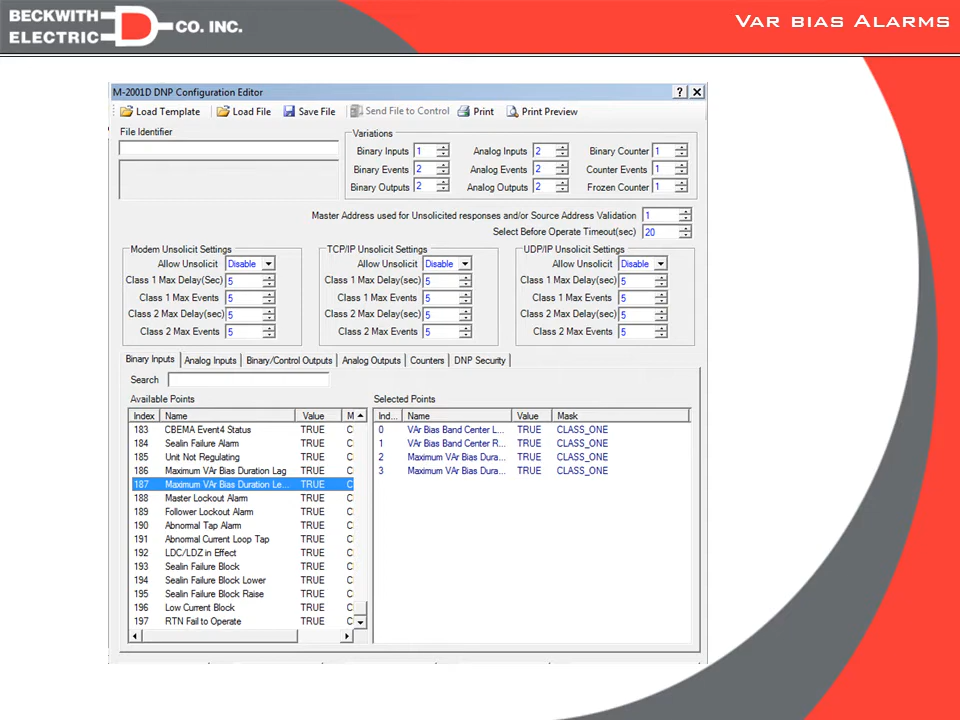 BECKWITH
ELECTRIC
CO. INC.
VAR BIAS ALARMS
M-2001D DNP Configuration Editor
? X
Load Template Load File Save File Send File to Control Print Print Preview
File Identifier
Variations
Binary Inputs 1 Analog Inputs 2 Binary Counter 1
Binary Events 2 Analog Events 2 Counter Events 1
Binary Outputs 2 Analog Outputs 2 Frozen Counter 1
Master Address used for Unsolicited responses and/or Source Address Validation 1
Select Before Operate Timeout(sec) 20
Modem Unsolicit Settings TCP/IP Unsolicit Settings UDP/IP Unsolicit Settings
Allow Unsolicit Disable Allow Unsolicit Disable Allow Unsolicit Disable
Class 1 Max Delay(Sec) 5 Class 1 Max Delay(sec) 5 Class 1 Max Delay(sec) 5
Class 1 Max Events 5 Class 1 Max Events 5 Class 1 Max Events 5
Class 2 Max Delay(sec) 5 Class 2 Max Delay(sec) 5 Class 2 Max Delay(sec) 5
Class 2 Max Events 5 Class 2 Max Events 5 Class 2 Max Events 5
Binary Inputs Analog Inputs Binary/Control Outputs Analog Outputs Counters DNP Security
Search
Available Points
Index Name Value M
183 CBEMA Event4 Status TRUE C
184 Sealin Failure Alarm TRUE C
185 Unit Not Regulating TRUE C
186 Maximum VAr Bias Duration Lag TRUE C
187 Maximum VAr Bias Duration Le... TRUE C
188 Master Lockout Alarm TRUE C
189 Follower Lockout Alarm TRUE C
190 Abnormal Tap Alarm TRUE C
191 Abnormal Current Loop Tap TRUE C
192 LDC/LDZ in Effect TRUE C
193 Sealin Failure Block TRUE C
194 Sealin Failure Block Lower TRUE C
195 Sealin Failure Block Raise TRUE C
196 Low Current Block TRUE C
197 RTN Fail to Operate TRUE C
Selected Points
Ind... Name Value Mask
0 VAr Bias Band Center L... TRUE CLASS_ONE
1 VAr Bias Band Center R... TRUE CLASS_ONE
2 Maximum VAr Bias Dura... TRUE CLASS_ONE
3 Maximum VAr Bias Dura... TRUE CLASS_ONE